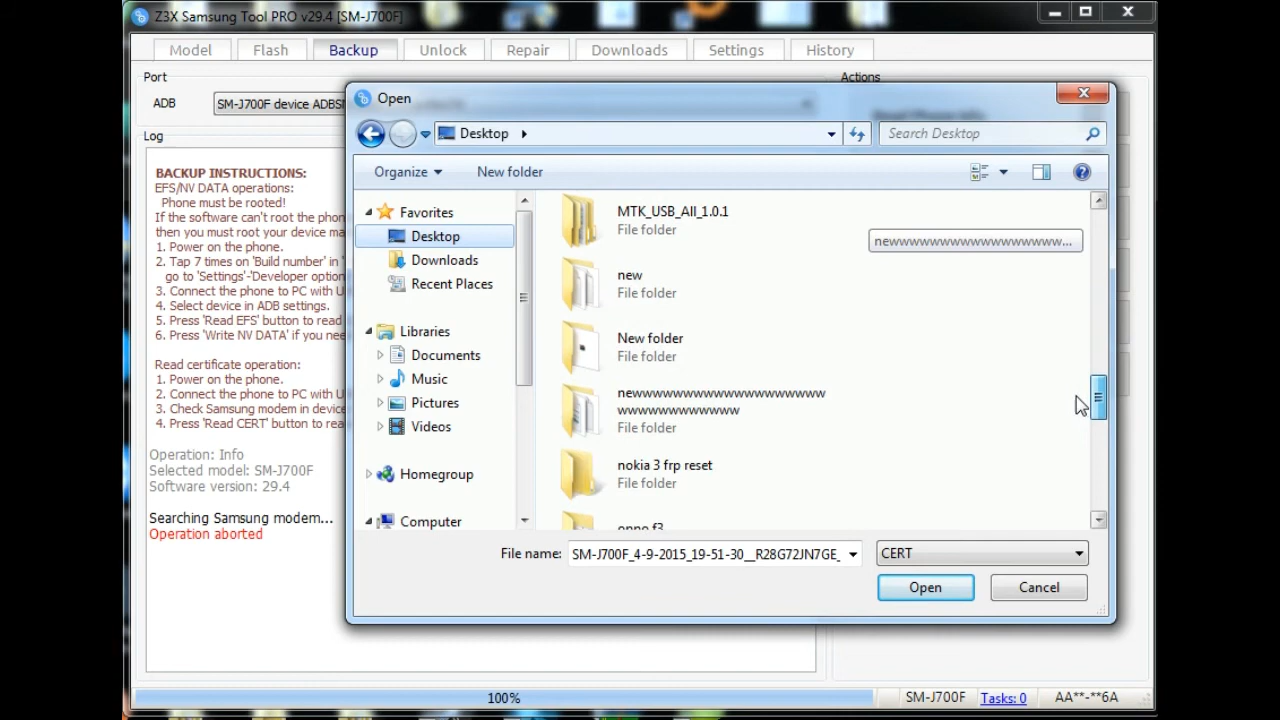 Z3X Samsung Tool PRO v29.4 [SM-J700F]
Model Flash Backup Unlock Repair Downloads Settings History
Port
Actions
ADB
SM-J700F device ADBSM
Log
BACKUP INSTRUCTIONS:
EFS/NV DATA operations:
Phone must be rooted!
If the software can't root the phon
then you must root your device ma
1. Power on the phone.
2. Tap 7 times on 'Build number' in '
go to 'Settings'-'Developer option
3. Connect the phone to PC with U
4. Select device in ADB settings.
5. Press 'Read EFS' button to read
6. Press 'Write NV DATA' if you nee
Read certificate operation:
1. Power on the phone.
2. Connect the phone to PC with U
3. Check Samsung modem in device
4. Press 'Read CERT' button to rea
Operation: Info
Selected model: SM-J700F
Software version: 29.4
Searching Samsung modem...
Operation aborted
Open
Desktop
Search Desktop
Organize
New folder
Favorites
Desktop
Downloads
Recent Places
Libraries
Documents
Music
Pictures
Videos
Homegroup
Computer
MTK_USB_All_1.0.1
File folder
newwwwwwwwwwwwwwwwwww...
new
File folder
New folder
File folder
newwwwwwwwwwwwwwwwwwww
wwwwwwwwwwww
File folder
nokia 3 frp reset
File folder
oppo f3
File name:
SM-J700F_4-9-2015_19-51-30__R28G72JN7GE_
CERT
Open
Cancel
100%
SM-J700F
Tasks: 0
AA**-**6A